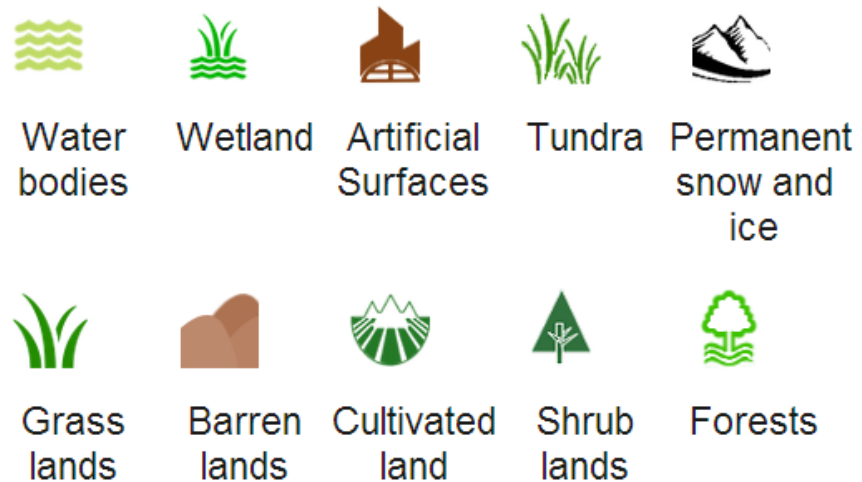 Water bodies
Wetland
Artificial Surfaces
Tundra
Permanent snow and ice
Grass lands
Barren lands
Cultivated land
Shrub lands
Forests